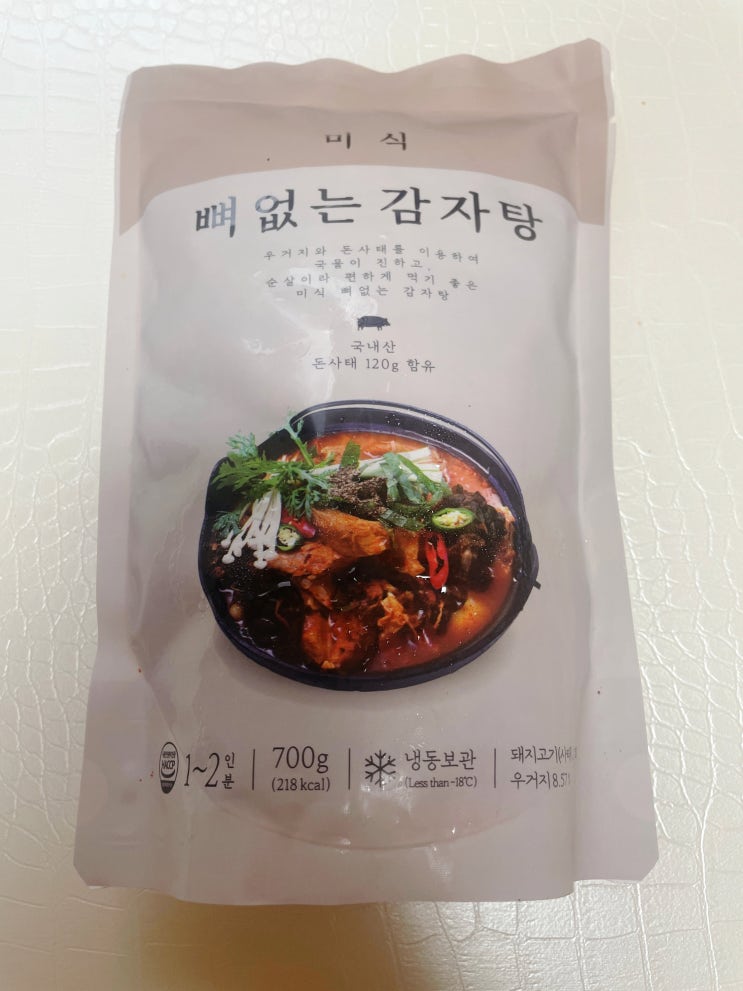 미식
뼈없는감자탕
우거지와 돈사태를 이용하여
국물이 진하고,
순살이라 편하게 먹기 좋은
미식 뼈없는 감자탕
국내산
돈사태 120g 함유
HACCP
1~2인분
700g
(218 kcal)
냉동보관
(Less than -18℃)
돼지고기(사태)
우거지 8.57